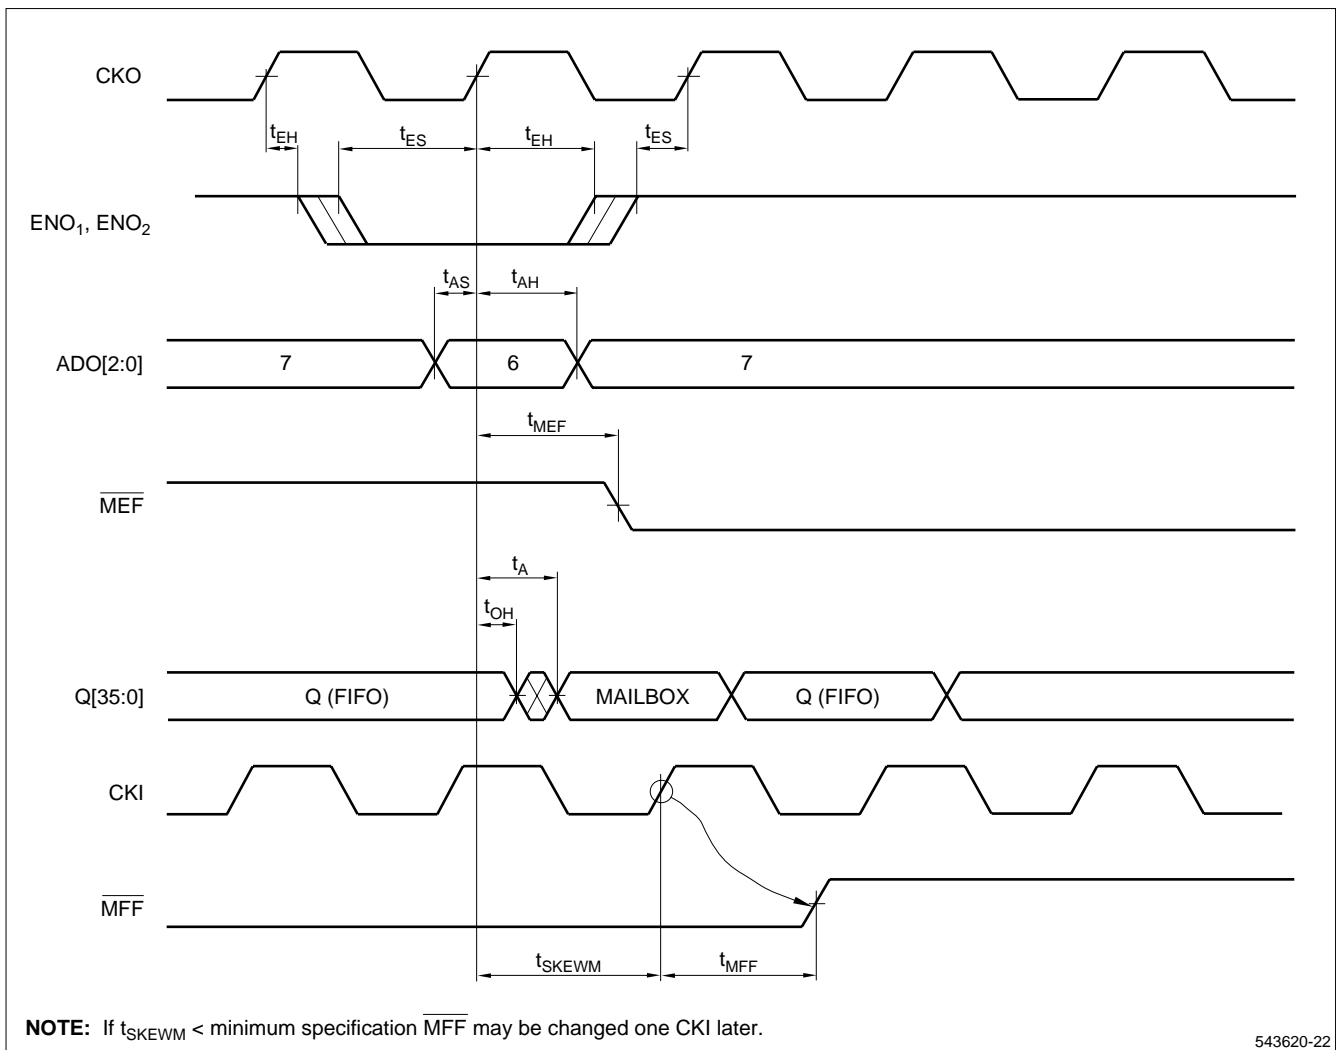 CKO
tEH
tES
tEH
tES
ENO1, ENO2
tAS
tAH
ADO[2:0]
7
6
7
tMEF
MEF
tA
tOH
Q[35:0]
Q (FIFO)
MAILBOX
Q (FIFO)
CKI
MFF
tSKEWM
tMFF
NOTE: If tSKEWM < minimum specification MFF may be changed one CKI later.
543620-22